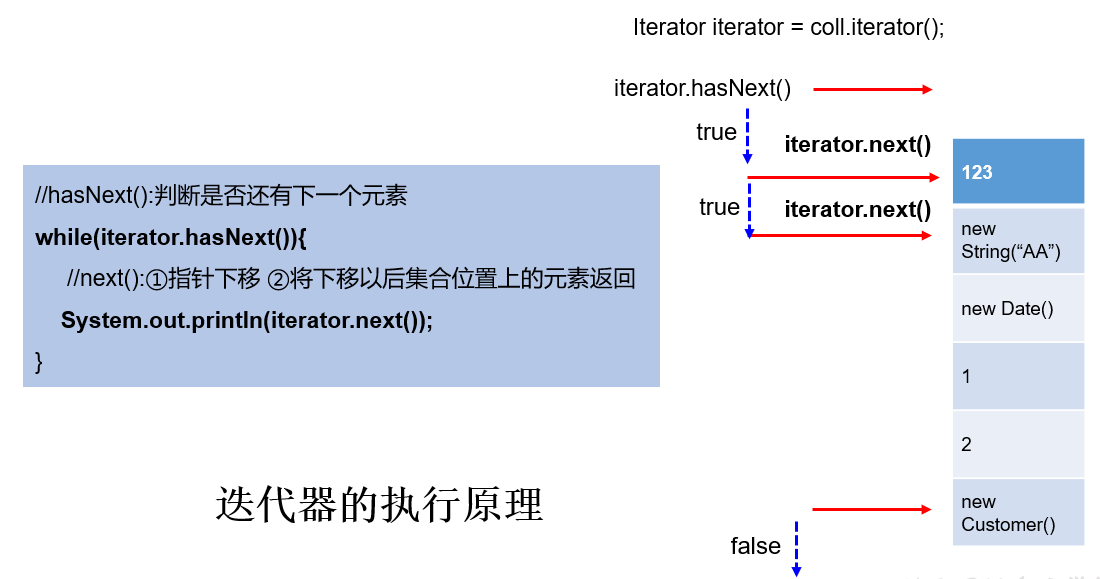 Iterator iterator = coll.iterator();
iterator.hasNext()
true
iterator.next()
123
true
iterator.next()
new
String(“AA”)
new Date()
1
2
new
Customer()
false
//hasNext():判断是否还有下一个元素
while(iterator.hasNext()){
//next():①指针下移 ②将下移以后集合位置上的元素返回
System.out.println(iterator.next());
}
迭代器的执行原理